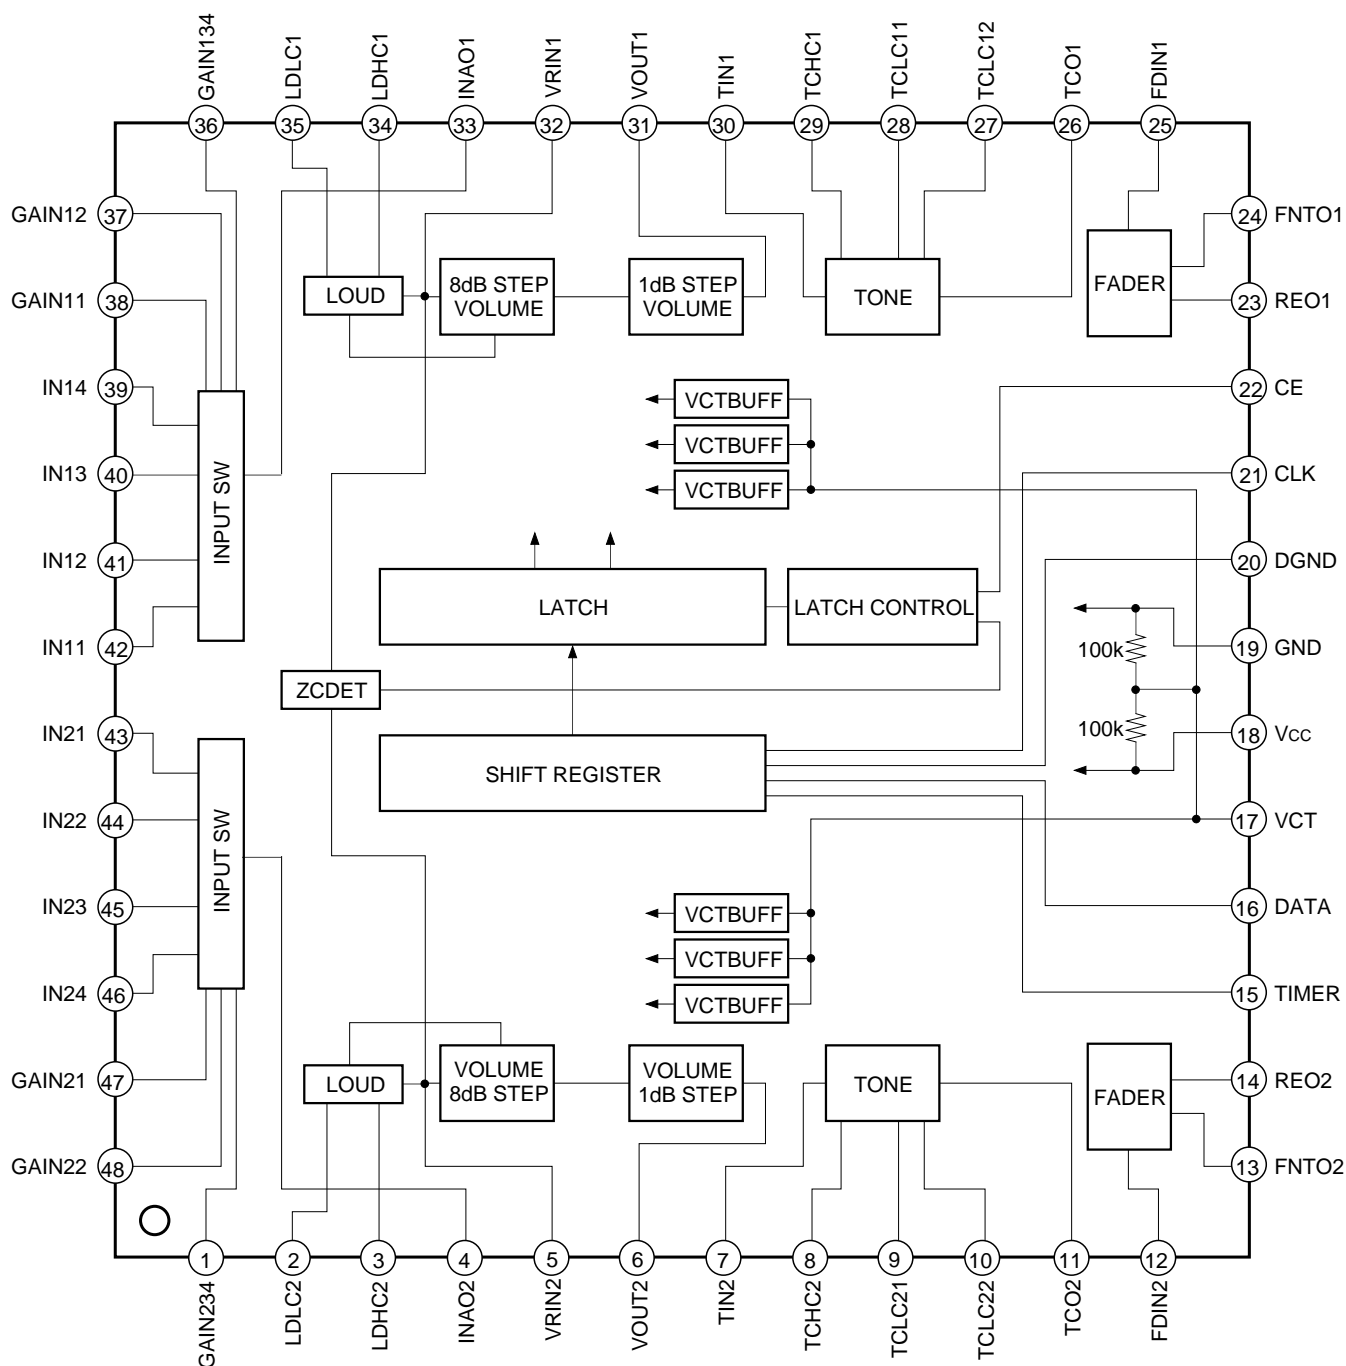 GAIN134
LDLC1
LDHC1
INAO1
VRIN1
VOUT1
TIN1
TCHC1
TCLC11
TCLC12
TCO1
FDIN1
36
35
34
33
32
31
30
29
28
27
26
25
GAIN12
37
GAIN11
38
IN14
39
IN13
40
IN12
41
IN11
42
IN21
43
IN22
44
IN23
45
IN24
46
GAIN21
47
GAIN22
48
INPUT SW
INPUT SW
LOUD
8dB STEP
VOLUME
1dB STEP
VOLUME
TONE
FADER
VCTBUFF
VCTBUFF
VCTBUFF
LATCH
LATCH CONTROL
100k
ZCDET
100k
SHIFT REGISTER
VCTBUFF
VCTBUFF
VCTBUFF
LOUD
VOLUME
8dB STEP
VOLUME
1dB STEP
TONE
FADER
24 FNTO1
23 REO1
22 CE
21 CLK
20 DGND
19 GND
18 VCC
17 VCT
16 DATA
15 TIMER
14 REO2
13 FNTO2
1
2
3
4
5
6
7
8
9
10
11
12
GAIN234
LDLC2
LDHC2
INAO2
VRIN2
VOUT2
TIN2
TCHC2
TCLC21
TCLC22
TCO2
FDIN2